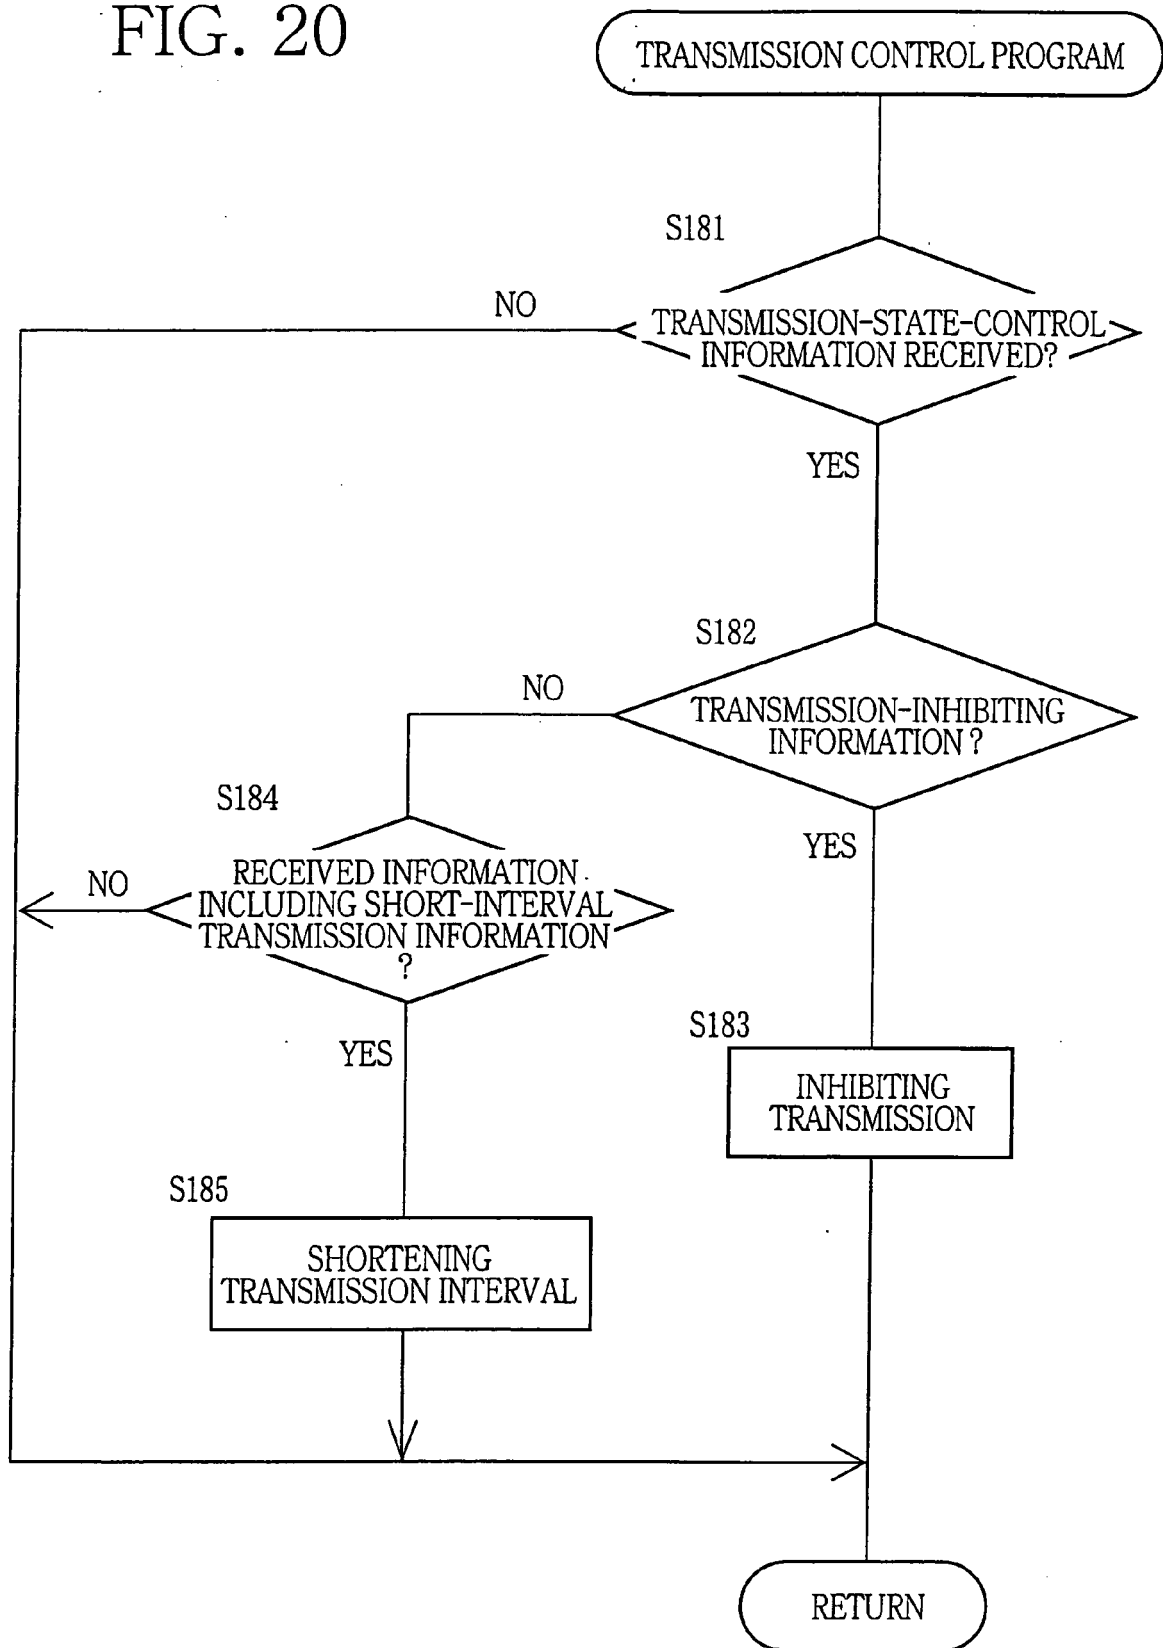 FIG. 20
TRANSMISSION CONTROL PROGRAM
S181
NO
TRANSMISSION-STATE-CONTROL
INFORMATION RECEIVED?
YES
S182
NO
TRANSMISSION-INHIBITING
INFORMATION?
S184
YES
NO
RECEIVED INFORMATION
INCLUDING SHORT-INTERVAL
TRANSMISSION INFORMATION
?
S183
YES
INHIBITING
TRANSMISSION
S185
SHORTENING
TRANSMISSION INTERVAL
RETURN